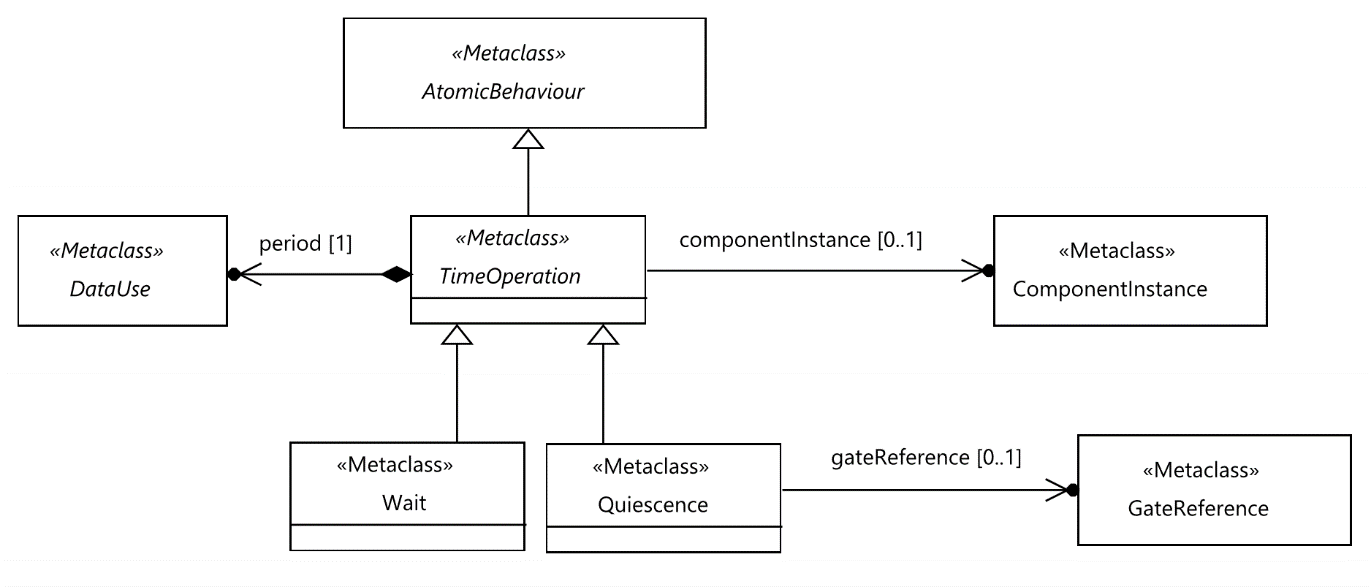 «Metaclass»
AtomicBehaviour
«Metaclass»
DataUse
period [1]
«Metaclass»
TimeOperation
componentInstance [0..1]
«Metaclass»
ComponentInstance
«Metaclass»
Wait
«Metaclass»
Quiescence
gateReference [0..1]
«Metaclass»
GateReference